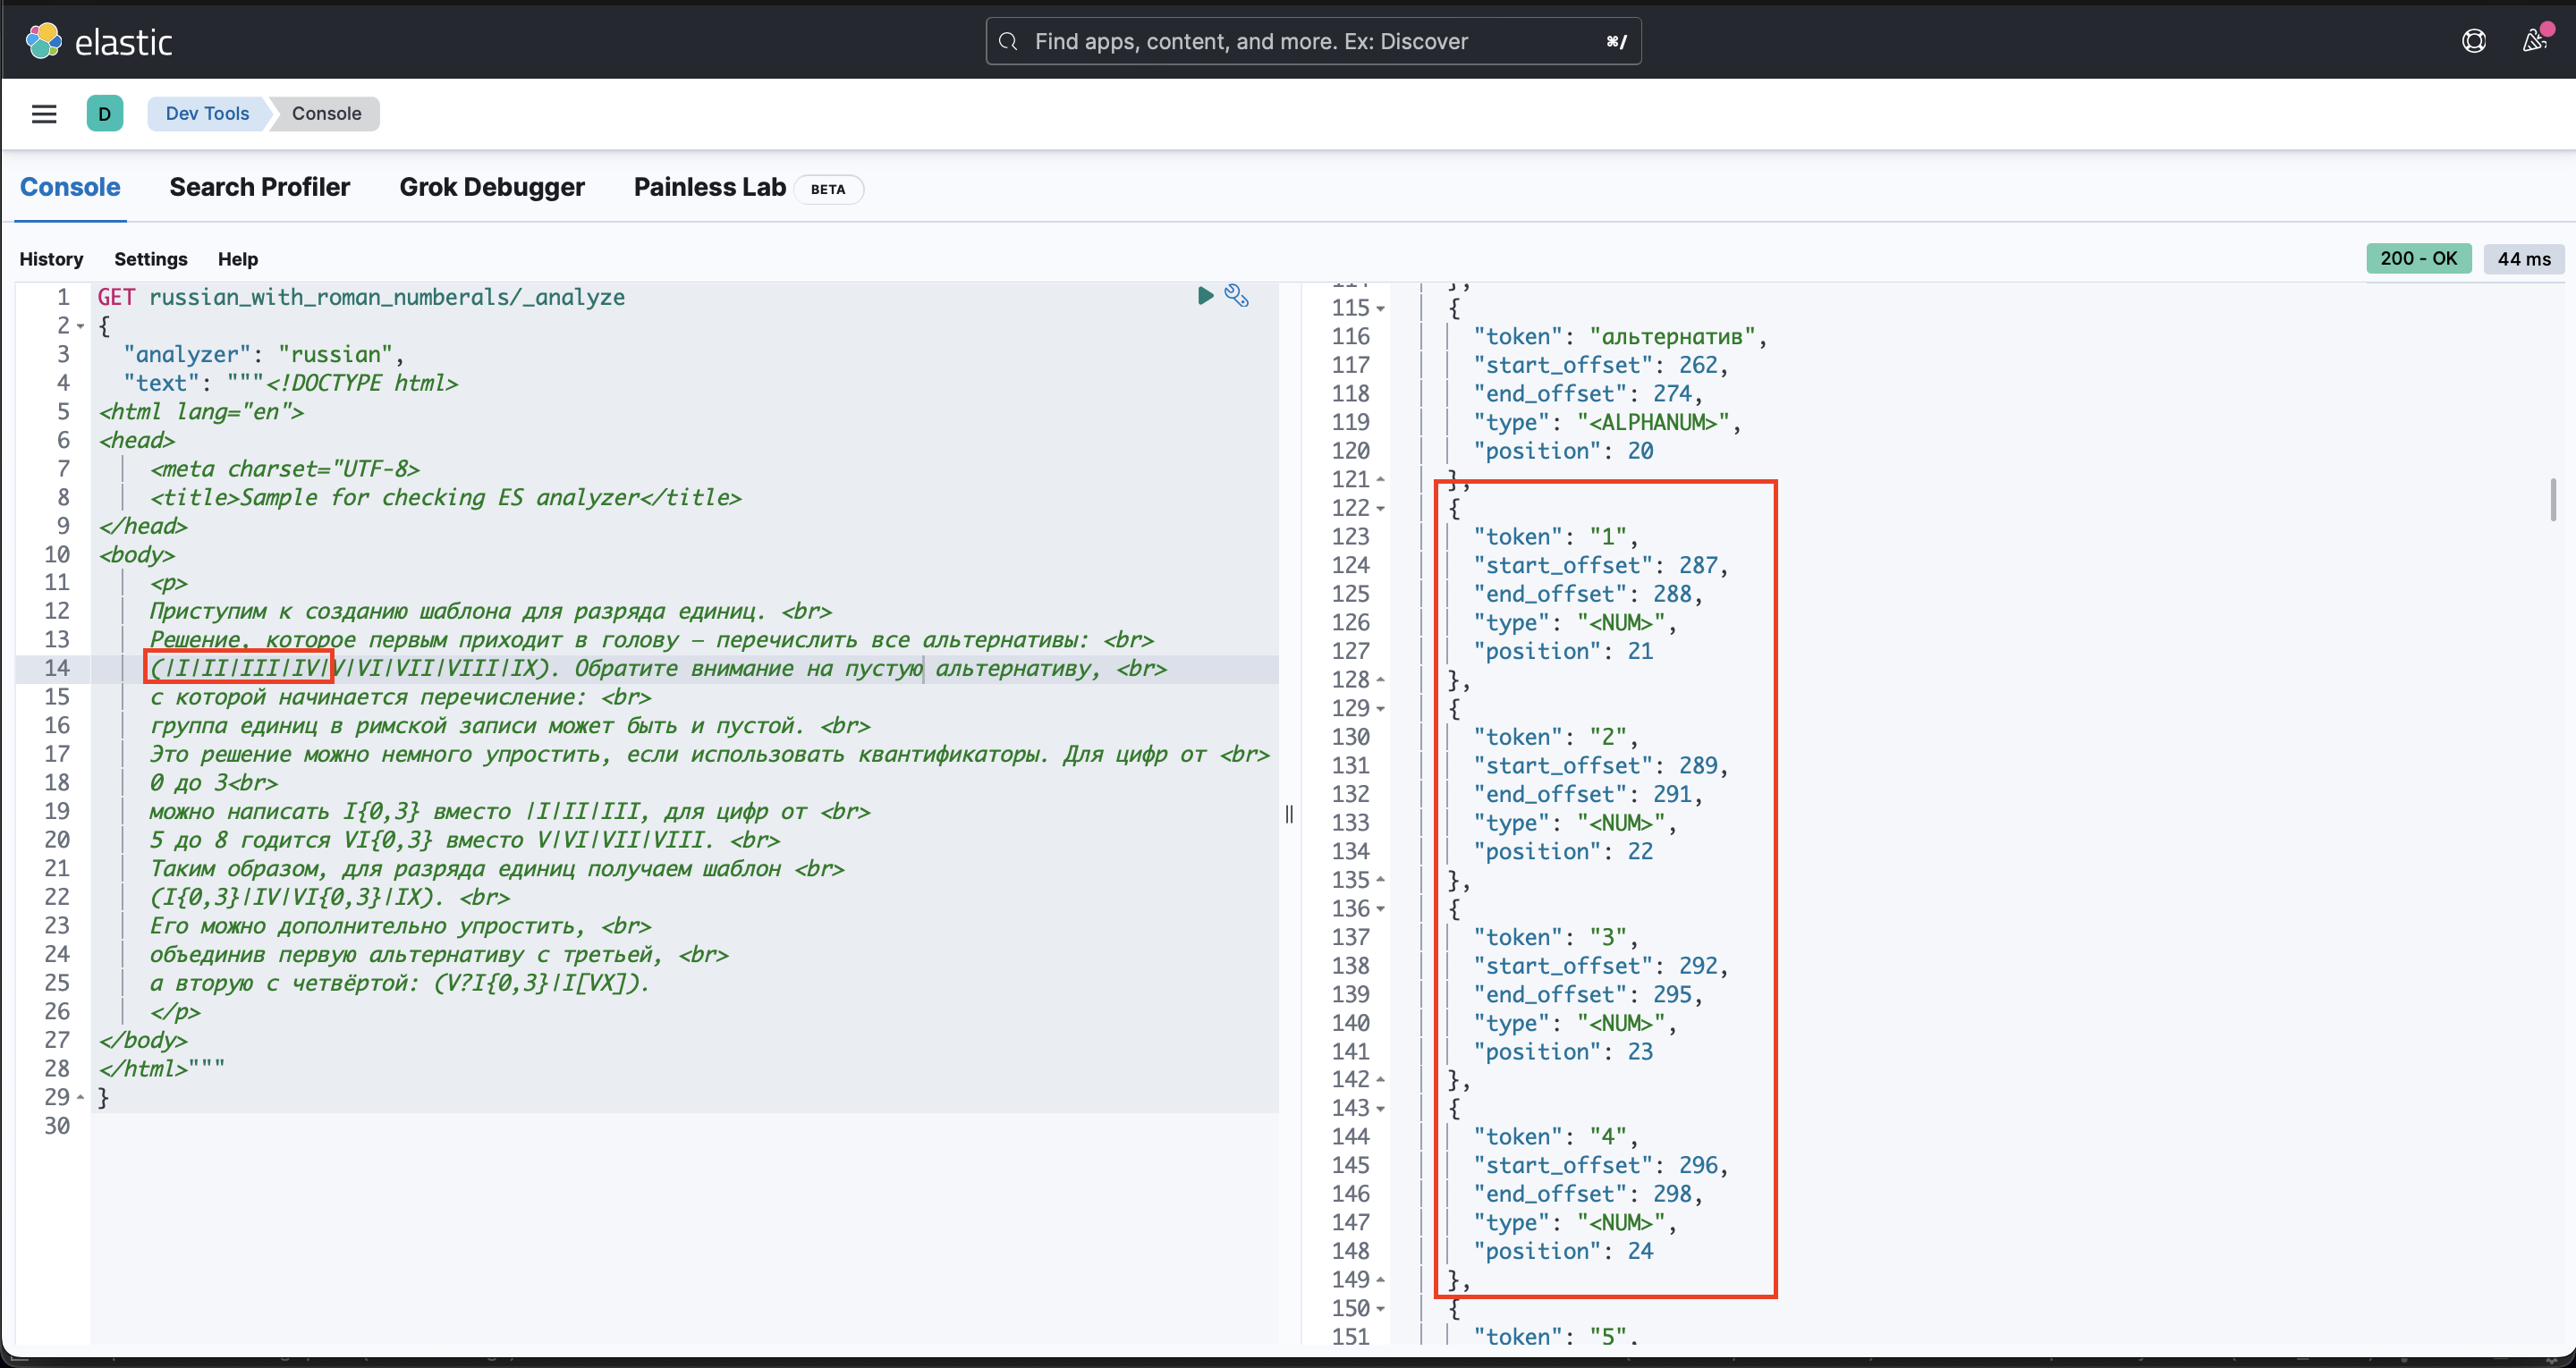 elastic
Find apps, content, and more. Ex: Discover
⌘/
D
Dev Tools
Console
Console
Search Profiler
Grok Debugger
Painless Lab
BETA
History
Settings
Help
200 - OK
44 ms
1 GET russian_with_roman_numberals/_analyze
2 {
3 "analyzer": "russian",
4 "text": """<!DOCTYPE html>
5 <html lang="en">
6 <head>
7 <meta charset="UTF-8>
8 <title>Sample for checking ES analyzer</title>
9 </head>
10 <body>
11 <p>
12 Приступим к созданию шаблона для разряда единиц. <br>
13 Решение, которое первым приходит в голову — перечислить все альтернативы: <br>
14 (|I|II|III|IV|V|VI|VII|VIII|IX). Обратите внимание на пустую альтернативу, <br>
15 с которой начинается перечисление: <br>
16 группа единиц в римской записи может быть и пустой. <br>
17 Это решение можно немного упростить, если использовать квантификаторы. Для цифр от <br>
18 0 до 3<br>
19 можно написать I{0,3} вместо |I|II|III, для цифр от <br>
20 5 до 8 годится VI{0,3} вместо V|VI|VII|VIII. <br>
21 Таким образом, для разряда единиц получаем шаблон <br>
22 (I{0,3}|IV|VI{0,3}|IX). <br>
23 Его можно дополнительно упростить, <br>
24 объединив первую альтернативу с третьей, <br>
25 а вторую с четвёртой: (V?I{0,3}|I[VX]).
26 </p>
27 </body>
28 </html>"""
29 }
30
114 },
115 {
116 "token": "альтернатив",
117 "start_offset": 262,
118 "end_offset": 274,
119 "type": "<ALPHANUM>",
120 "position": 20
121 },
122 {
123 "token": "1",
124 "start_offset": 287,
125 "end_offset": 288,
126 "type": "<NUM>",
127 "position": 21
128 },
129 {
130 "token": "2",
131 "start_offset": 289,
132 "end_offset": 291,
133 "type": "<NUM>",
134 "position": 22
135 },
136 {
137 "token": "3",
138 "start_offset": 292,
139 "end_offset": 295,
140 "type": "<NUM>",
141 "position": 23
142 },
143 {
144 "token": "4",
145 "start_offset": 296,
146 "end_offset": 298,
147 "type": "<NUM>",
148 "position": 24
149 },
150 {
151 "token": "5",